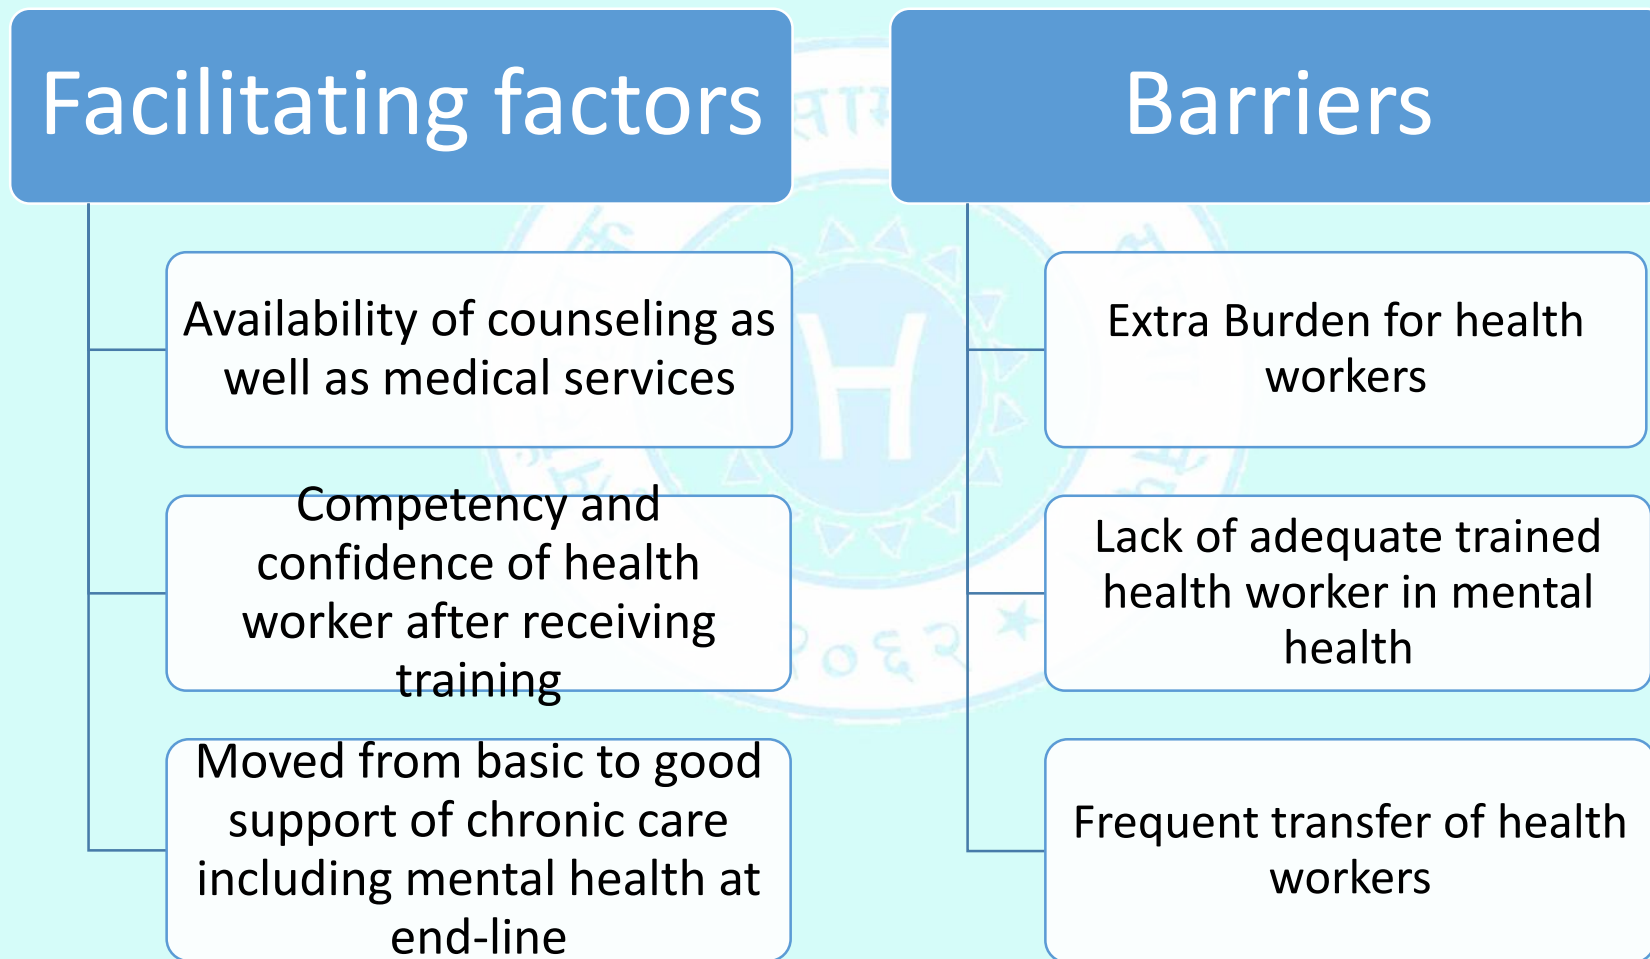 Facilitating factors
Availability of counseling as
well as medical services
Competency and
confidence of health
worker after receiving
training
Moved from basic to good
support of chronic care
including mental health at
end-line
Barriers
Extra Burden for health
workers
Lack of adequate trained
health worker in mental
health
Frequent transfer of health
workers
H